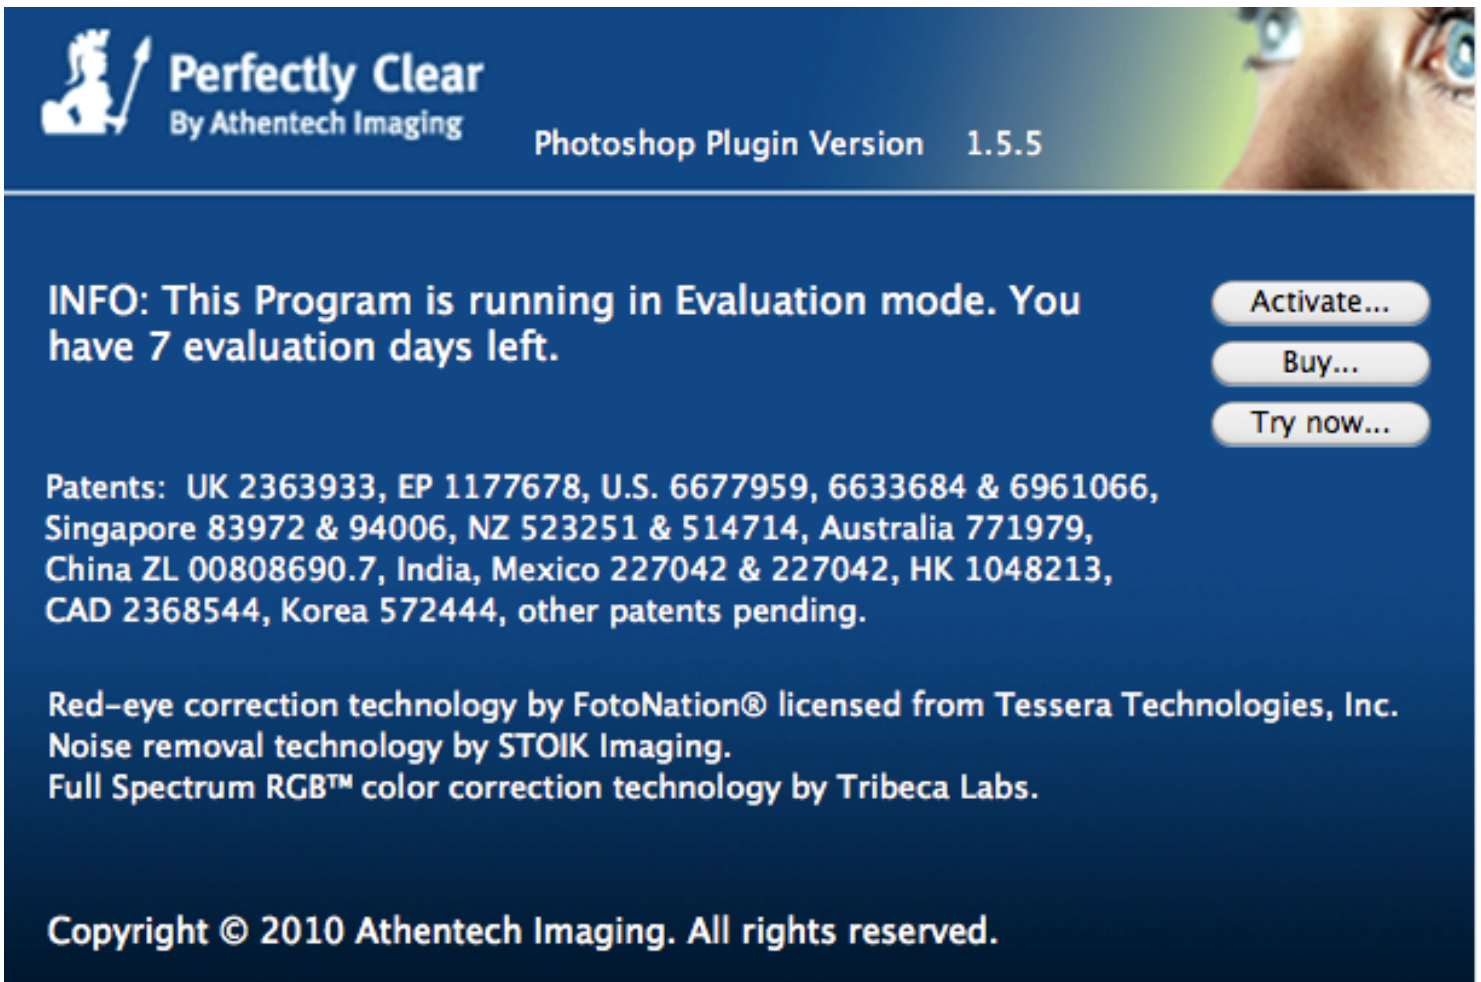 Perfectly Clear
By Athentech Imaging
Photoshop Plugin Version 1.5.5
INFO: This Program is running in Evaluation mode. You
have 7 evaluation days left.
Activate...
Buy...
Try now...
Patents: UK 2363933, EP 1177678, U.S. 6677959, 6633684 & 6961066,
Singapore 83972 & 94006, NZ 523251 & 514714, Australia 771979,
China ZL 00808690.7, India, Mexico 227042 & 227042, HK 1048213,
CAD 2368544, Korea 572444, other patents pending.
Red-eye correction technology by FotoNation® licensed from Tessera Technologies, Inc.
Noise removal technology by STOIK Imaging.
Full Spectrum RGB™ color correction technology by Tribeca Labs.
Copyright © 2010 Athentech Imaging. All rights reserved.